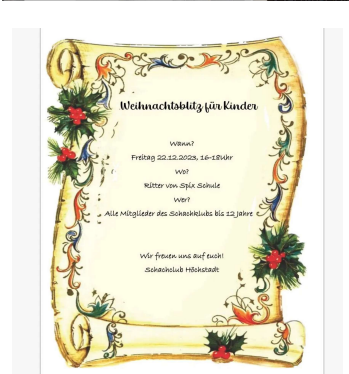 Weihnachtsblitz für Kinder
Wann?
Freitag 22.12.2023, 16-18Uhr
Wo?
Ritter von Spix Schule
Wer?
Alle Mitglieder des Schachklubs bis 12 Jahre
Wir freuen uns auf euch!
Schachclub Höchstadt